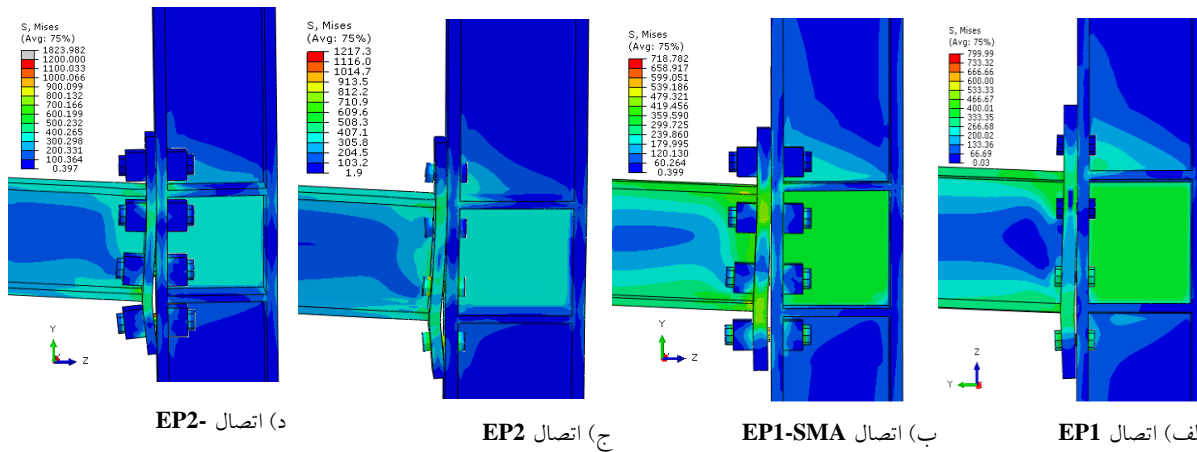 S, Mises
(Avg: 75%)
1823.982
1200.000
1100.033
1000.066
900.099
800.132
700.166
600.199
500.232
400.265
300.298
200.331
100.364
0.397
Y
Z
د) اتصال EP2-
S, Mises
(Avg: 75%)
1217.3
1116.0
1014.7
913.5
812.2
710.9
609.6
508.3
407.1
305.8
204.5
103.2
1.9
Y
Z
ج) اتصال EP2
S, Mises
(Avg: 75%)
718.782
658.917
599.051
539.186
479.321
419.456
359.590
299.725
239.860
179.995
120.130
60.264
0.399
Y
Z
ب) اتصال EP1-SMA
S, Mises
(Avg: 75%)
799.99
733.32
666.66
600.00
533.33
466.67
400.01
333.35
266.68
200.02
133.36
66.69
0.03
Z
Y
لف) اتصال EP1